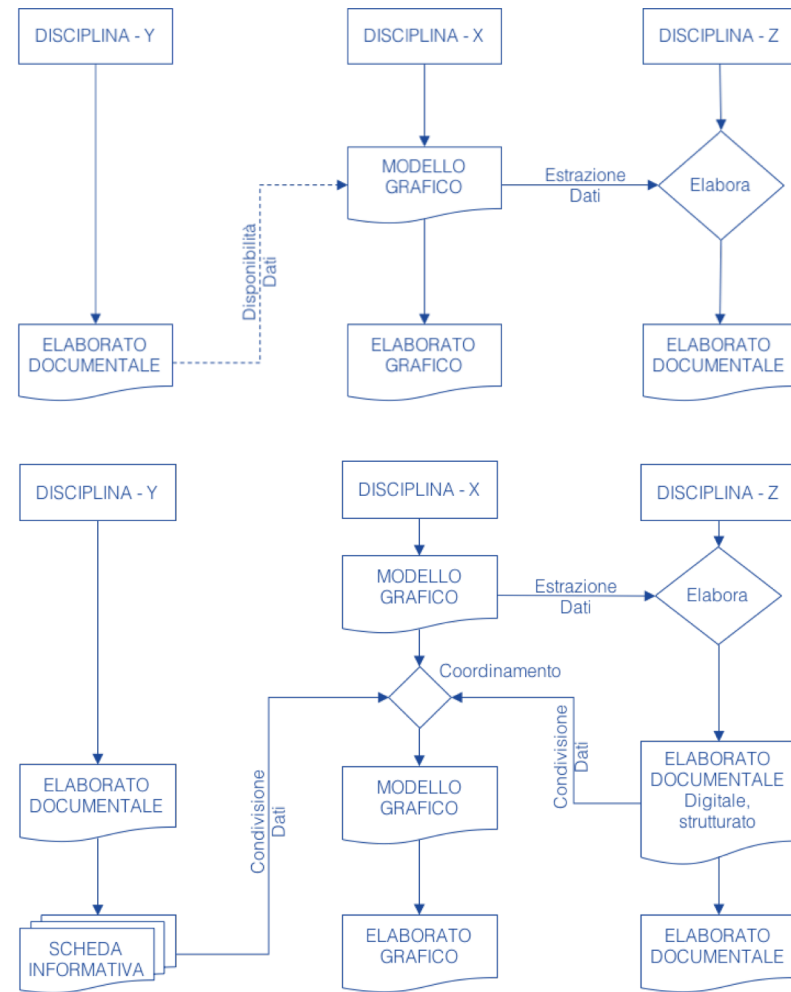 DISCIPLINA - Y
DISCIPLINA - X
DISCIPLINA - Z
MODELLO
GRAFICO
Estrazione
Dati
Elabora
Disponibilità
Dati
ELABORATO
DOCUMENTALE
ELABORATO
GRAFICO
ELABORATO
DOCUMENTALE
DISCIPLINA - Y
DISCIPLINA - X
DISCIPLINA - Z
MODELLO
GRAFICO
Estrazione
Dati
Elabora
Coordinamento
Condivisione
Dati
Condivisione
Dati
ELABORATO
DOCUMENTALE
MODELLO
GRAFICO
ELABORATO
DOCUMENTALE
Digitale,
strutturato
SCHEDA
INFORMATIVA
ELABORATO
GRAFICO
ELABORATO
DOCUMENTALE